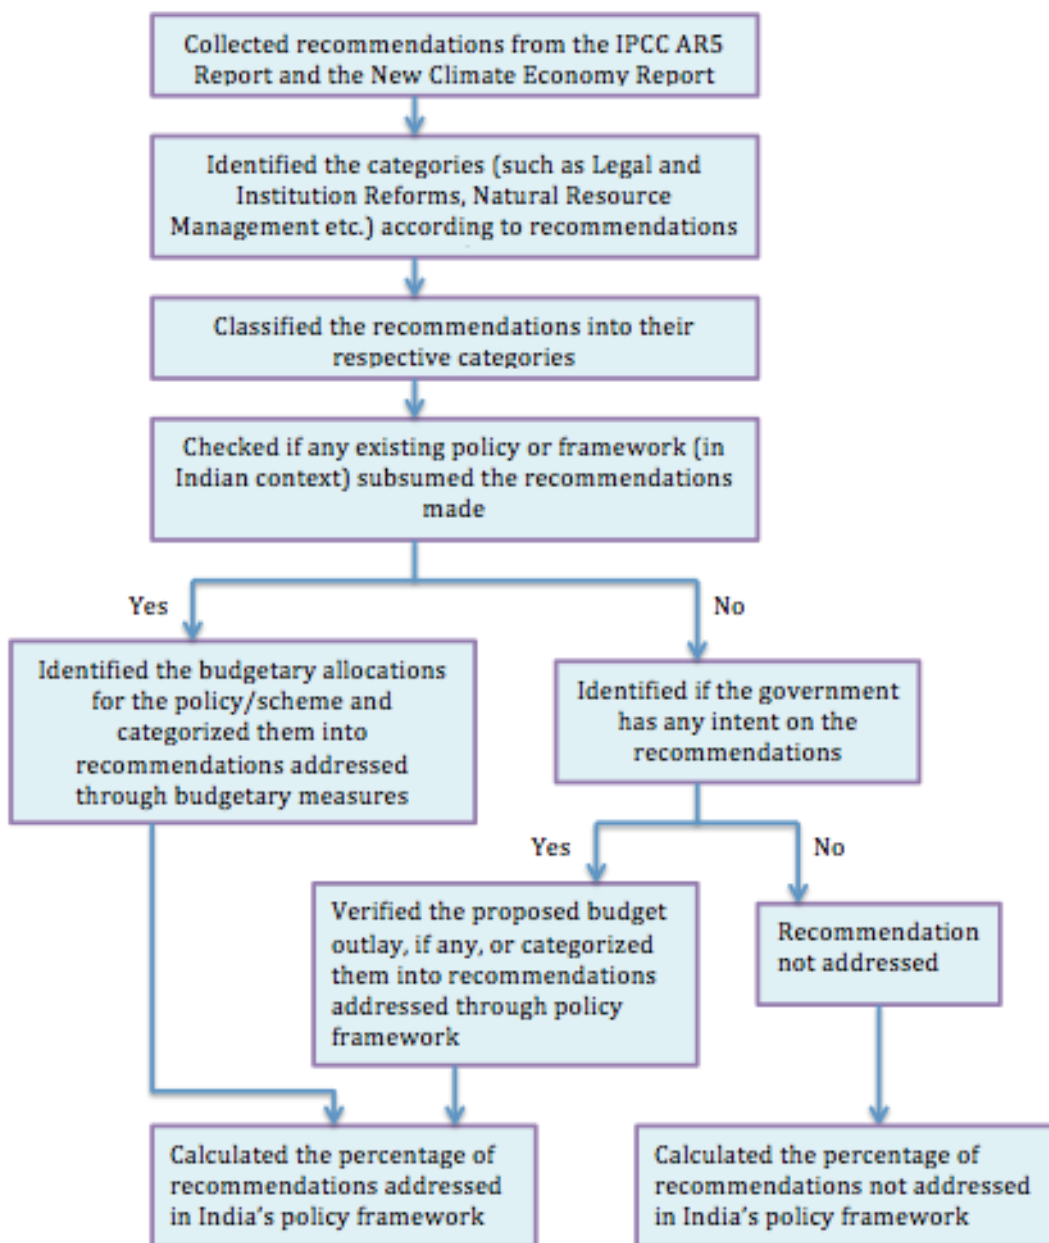 Collected recommendations from the IPCC AR5
Report and the New Climate Economy Report
Identified the categories (such as Legal and
Institution Reforms, Natural Resource
Management etc.) according to recommendations
Classified the recommendations into their
respective categories
Checked if any existing policy or framework (in
Indian context) subsumed the recommendations
made
Yes
No
Identified the budgetary allocations
for the policy/scheme and
categorized them into
recommendations addressed
through budgetary measures
Identified if the government
has any intent on the
recommendations
Yes
No
Verified the proposed budget
outlay, if any, or categorized
them into recommendations
addressed through policy
framework
Recommendation
not addressed
Calculated the percentage of
recommendations addressed
in India's policy framework
Calculated the percentage of
recommendations not addressed
in India's policy framework